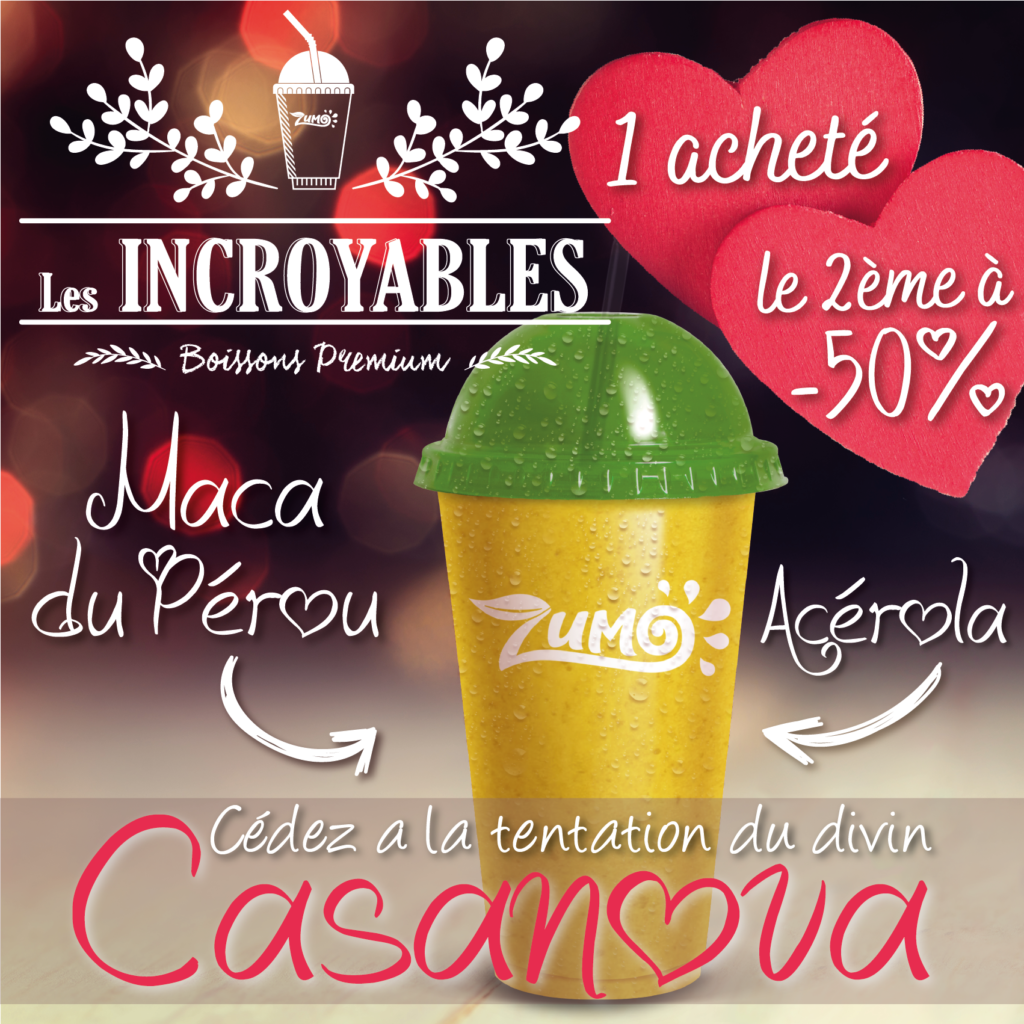 ZUMO
Les INCROYABLES
Boissons Premium
1 acheté
le 2ème à
-50%
Maca
du Pérou
Açérola
ZUMO
Cédez a la tentation du divin
Casanova